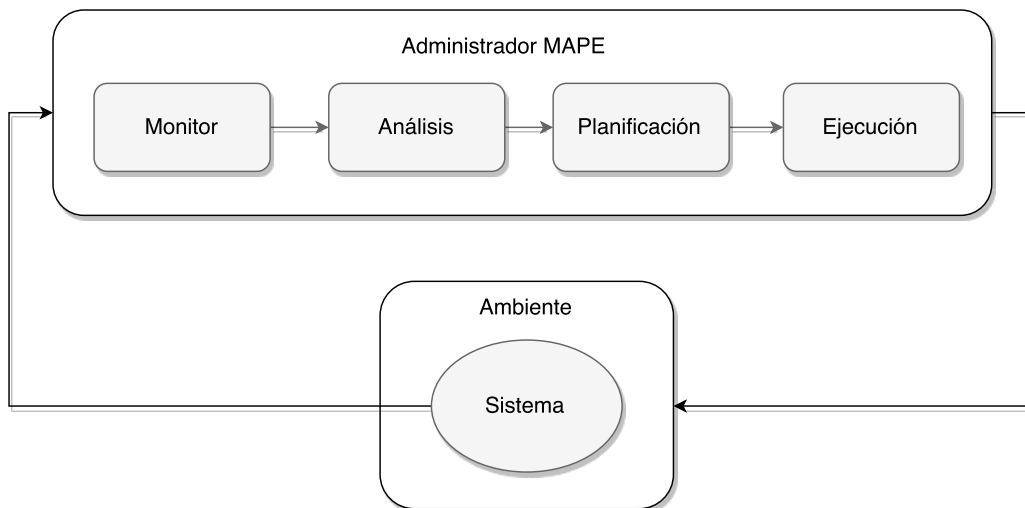 Administrador MAPE
Monitor
Análisis
Planificación
Ejecución
Ambiente
Sistema